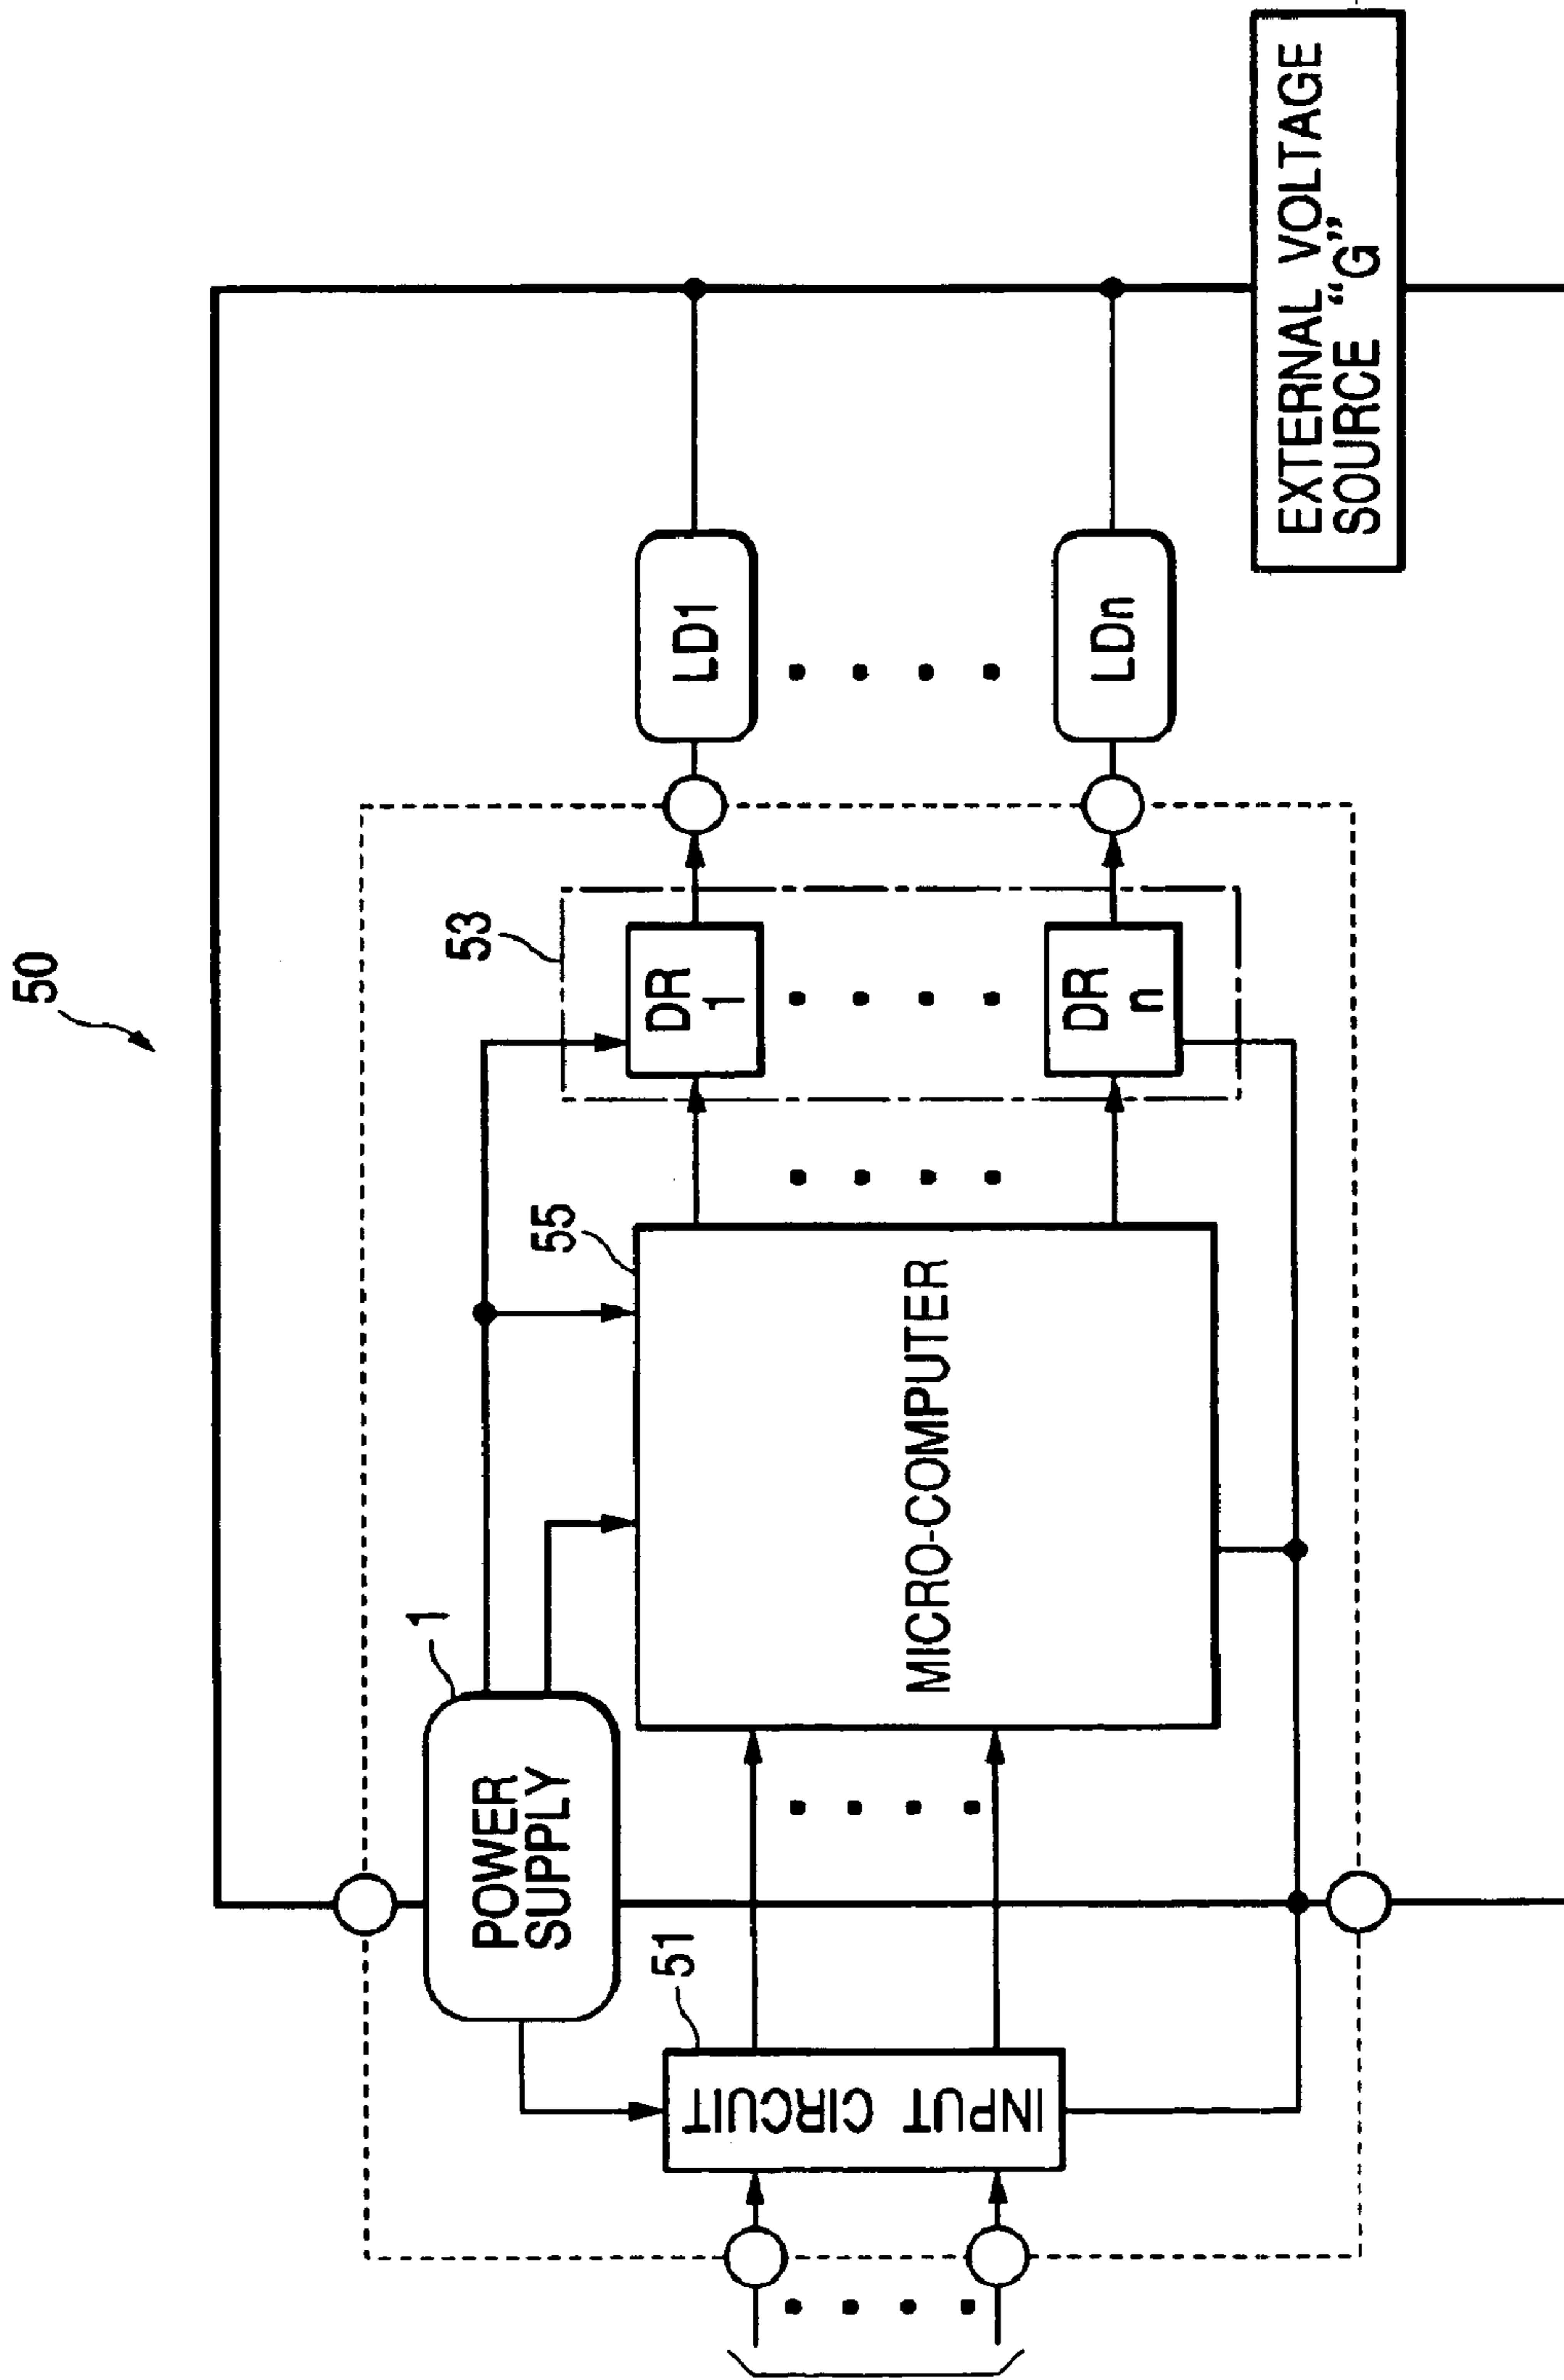 50
1
POWER
SUPPLY
51
INPUT CIRCUIT
55
MICRO-COMPUTER
53
DR
1
DR
n
LD1
LDn
EXTERNAL VOLTAGE
SOURCE “G”